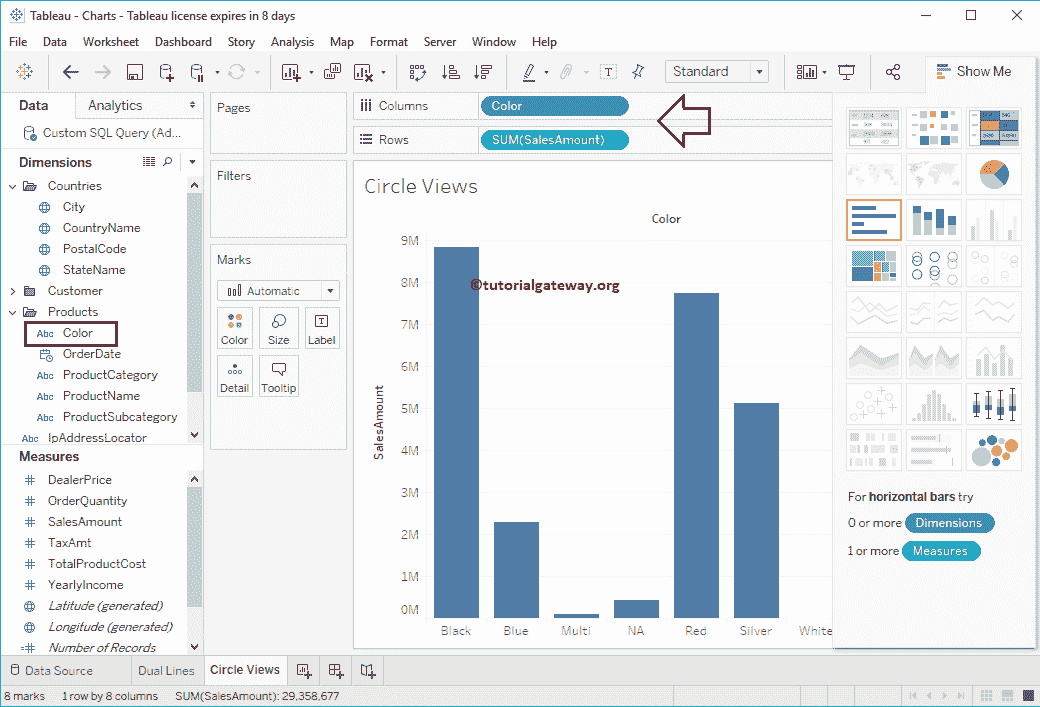 Tableau - Charts - Tableau license expires in 8 days
File Data Worksheet Dashboard Story Analysis Map Format Server Window Help
Standard
Show Me
Data Analytics
Custom SQL Query (Ad...
Dimensions
Countries
City
CountryName
PostalCode
StateName
Customer
Products
Abc Color
OrderDate
Abc ProductCategory
Abc ProductName
Abc ProductSubcategory
Abc IpAddressLocator
Measures
# DealerPrice
# OrderQuantity
# SalesAmount
# TaxAmt
# TotalProductCost
# YearlyIncome
Latitude (generated)
Longitude (generated)
Number of Records
Pages
Filters
Marks
Automatic
Color Size Label
Detail Tooltip
Columns Color
Rows SUM(SalesAmount)
Circle Views
Color
©tutorialgateway.org
SalesAmount
9M
8M
7M
6M
5M
4M
3M
2M
1M
0M
Black Blue Multi NA Red Silver White
For horizontal bars try
0 or more Dimensions
1 or more Measures
Data Source Dual Lines Circle Views
8 marks 1 row by 8 columns SUM(SalesAmount): 29,358,677